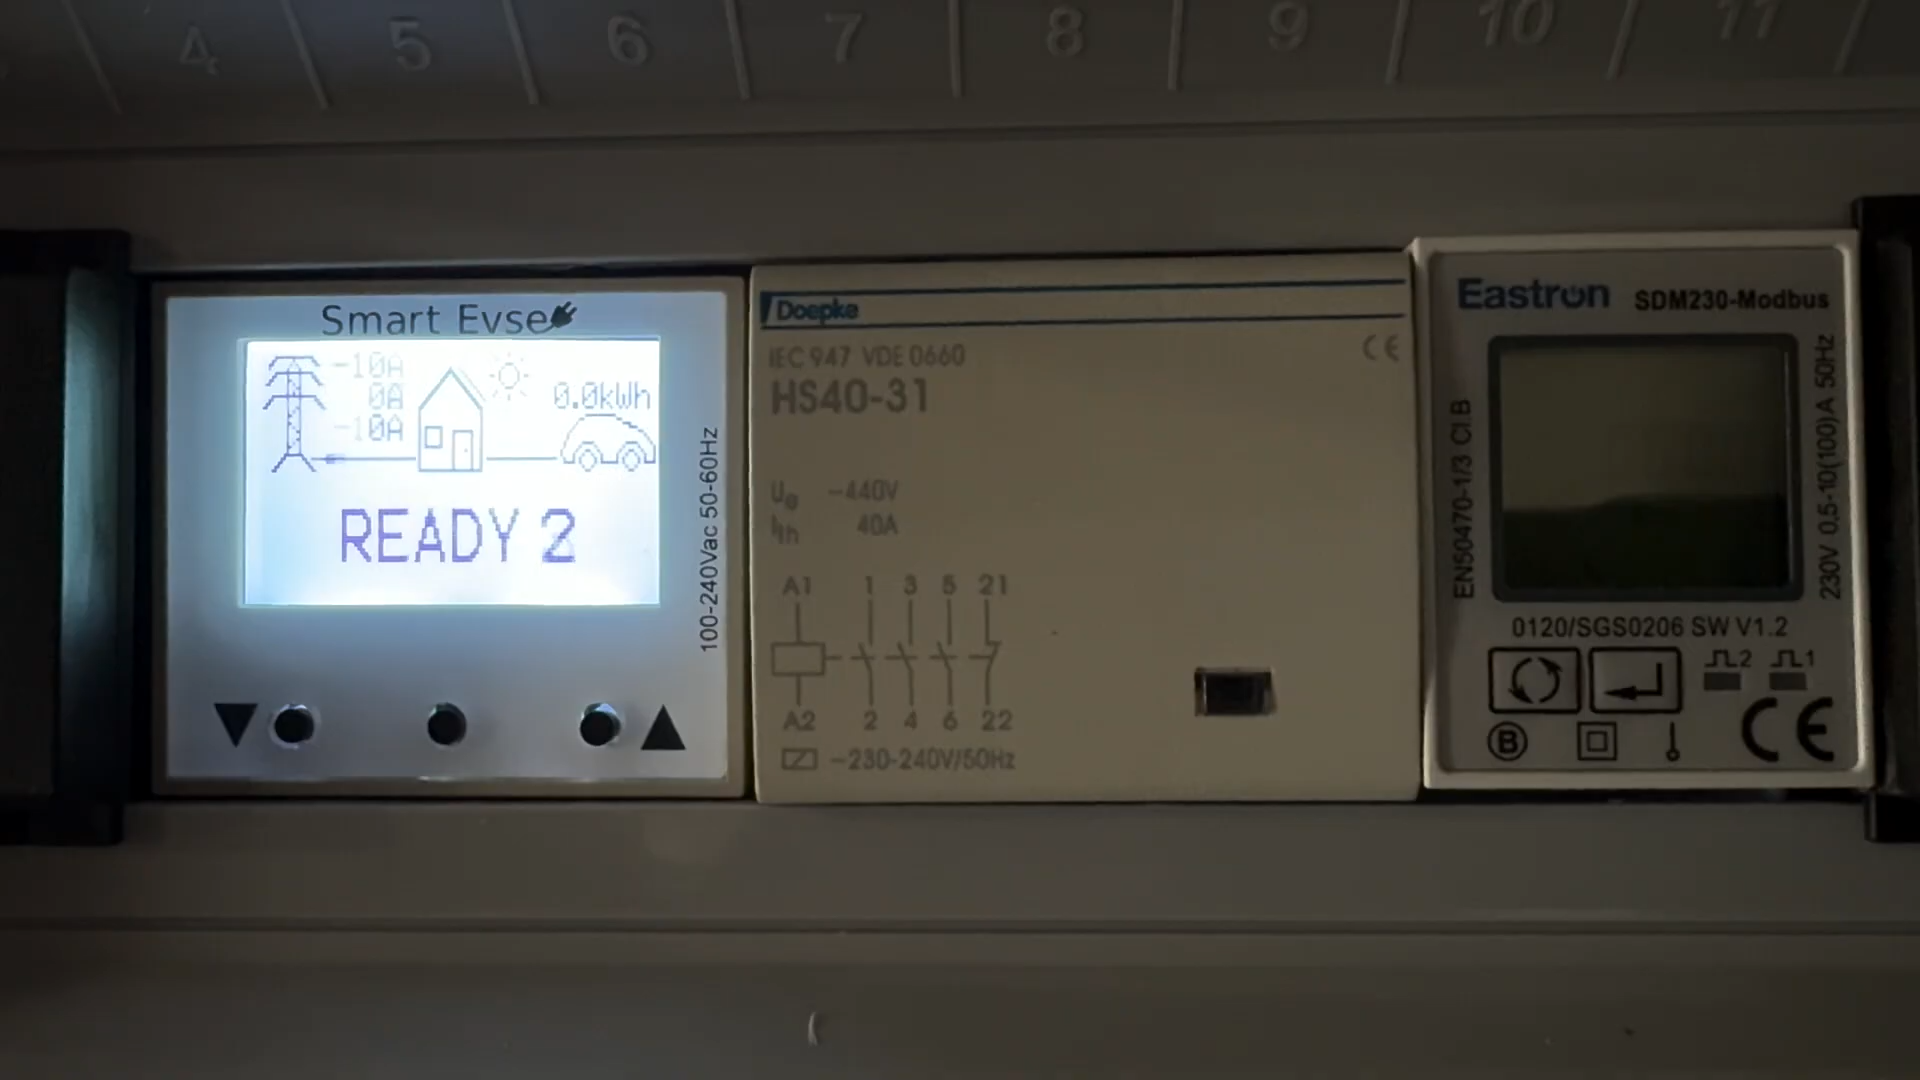 4 5 6 7 8 9 10 11
Smart Evse
-10A
0A
-10A
0.0kWh
READY 2
100-240Vac 50-60Hz
Doepke
IEC 947 VDE 0660
HS40-31
CE
Ue ~440V
Ith 40A
A1 1 3 5 21
A2 2 4 6 22
~230-240V/50Hz
Eastron SDM230-Modbus
EN50470-1/3 Cl.B
230V 0,5-10(100)A 50Hz
0120/SGS0206 SW V1.2
2 1
B
CE